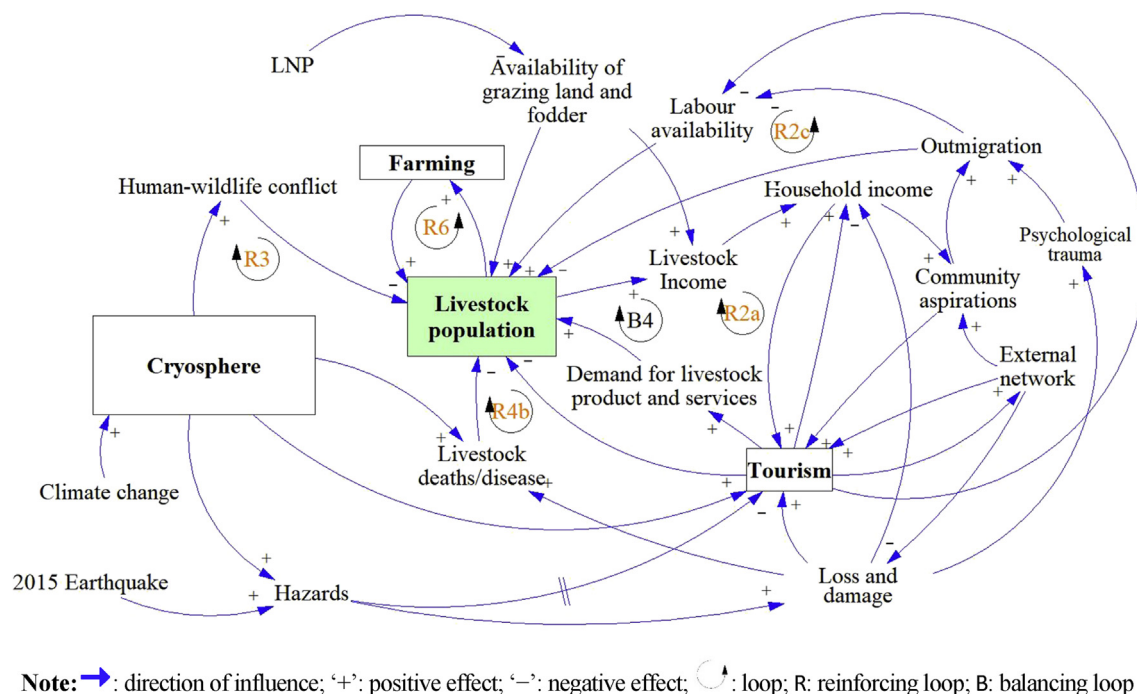 LNP
Availability of
grazing land and
fodder
Labour
availability
R2c
Outmigration
Farming
Human-wildlife conflict
Household income
R6
R3
Psychological
trauma
Livestock
Income
Community
aspirations
Livestock
population
B4
R2a
Cryosphere
External
network
Demand for livestock
product and services
R4b
Livestock
deaths/disease
Tourism
Climate change
2015 Earthquake
Hazards
Loss and
damage
Note: : direction of influence; ‘+’: positive effect; ‘−’: negative effect; : loop; R: reinforcing loop; B: balancing loop